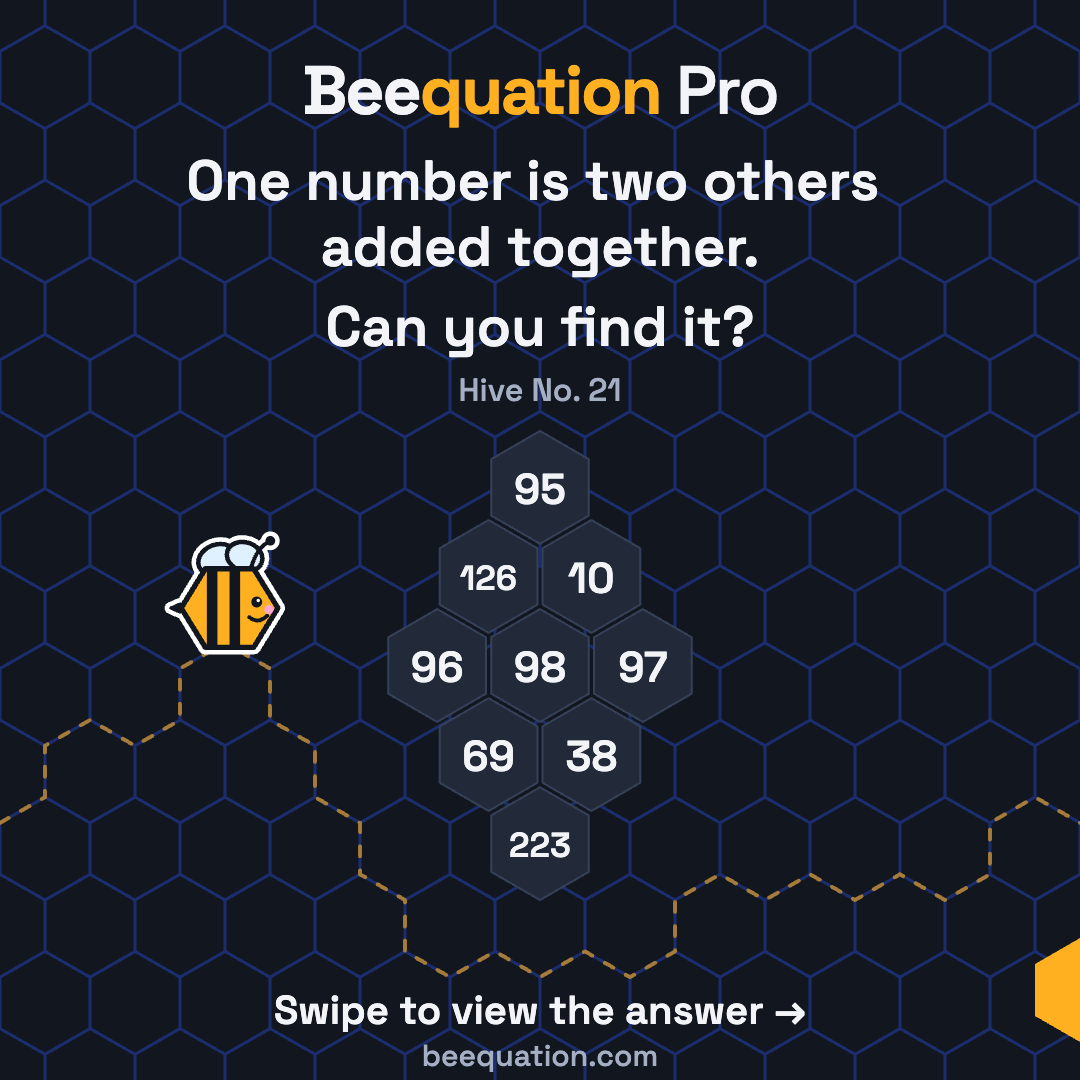 Beequation Pro
One number is two others
added together.
Can you find it?
Hive No. 21
95
126 10
96 98 97
69 38
223
Swipe to view the answer →
beequation.com